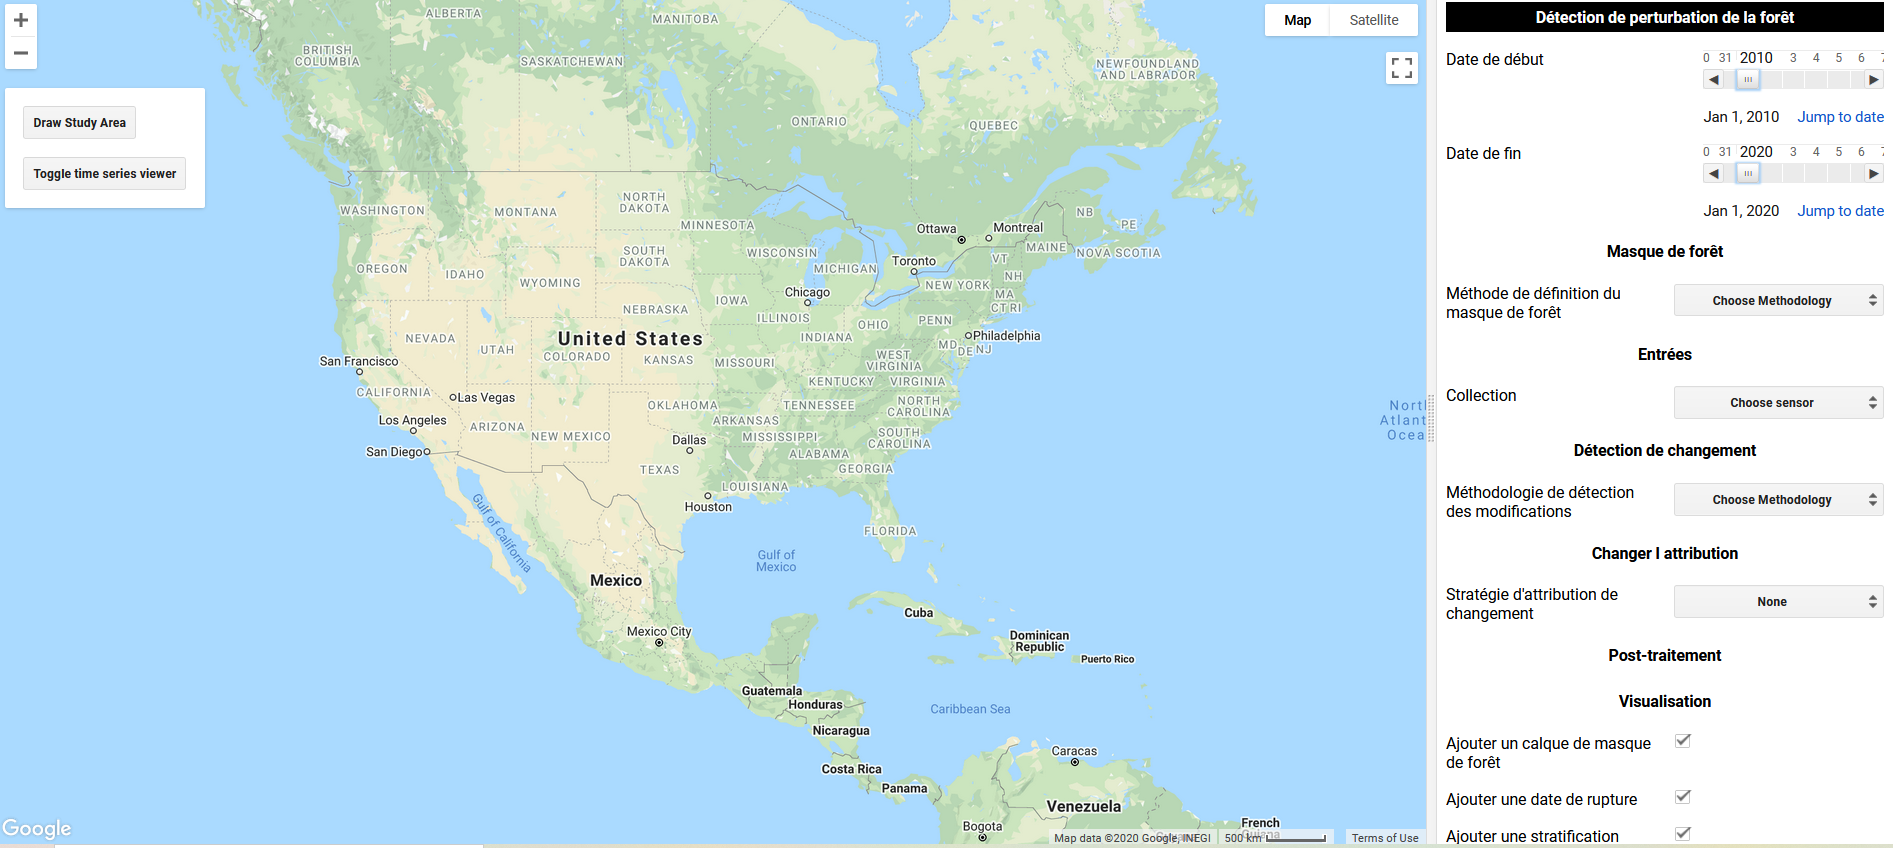 Draw Study Area
Toggle time series viewer
Map
Satellite
ALBERTA
MANITOBA
BRITISH
COLUMBIA
SASKATCHEWAN
NEWFOUNDLAND
AND LABRADOR
ONTARIO
QUEBEC
WASHINGTON
MONTANA
NORTH
DAKOTA
MINNESOTA
Ottawa
Montreal
NB
PE
MAINE
NOVA SCOTIA
OREGON
IDAHO
SOUTH
DAKOTA
WISCONSIN
MICHIGAN
Toronto
VT
NH
WYOMING
NEW YORK
MA
CT RI
IOWA
Chicago
NEBRASKA
ILLINOIS
INDIANA
OHIO
PENN
Philadelphia
NEVADA
United States
MD
DE
NJ
UTAH
COLORADO
KANSAS
MISSOURI
WEST
VIRGINIA
San Francisco
KENTUCKY
VIRGINIA
CALIFORNIA
Las Vegas
OKLAHOMA
TENNESSEE
NORTH
CAROLINA
Los Angeles
ARIZONA
NEW MEXICO
ARKANSAS
MISSISSIPPI
SOUTH
CAROLINA
Dallas
San Diego
ALABAMA
TEXAS
GEORGIA
LOUISIANA
Houston
Gulf of California
FLORIDA
Gulf of
Mexico
Mexico
Cuba
Mexico City
Dominican
Republic
Puerto Rico
Guatemala
Honduras
Caribbean Sea
Nicaragua
Caracas
Costa Rica
Panama
Venezuela
Bogota
French
Nort
Atlant
Ocea
Google
Map data ©2020 Google, INEGI
500 km
Terms of Use
Détection de perturbation de la forêt
Date de début
0 31 2010 3 4 5 6 7
Jan 1, 2010 Jump to date
Date de fin
0 31 2020 3 4 5 6 7
Jan 1, 2020 Jump to date
Masque de forêt
Méthode de définition du
masque de forêt
Choose Methodology
Entrées
Collection
Choose sensor
Détection de changement
Méthodologie de détection
des modifications
Choose Methodology
Changer l attribution
Stratégie d'attribution de
changement
None
Post-traitement
Visualisation
Ajouter un calque de masque
de forêt
Ajouter une date de rupture
Ajouter une stratification